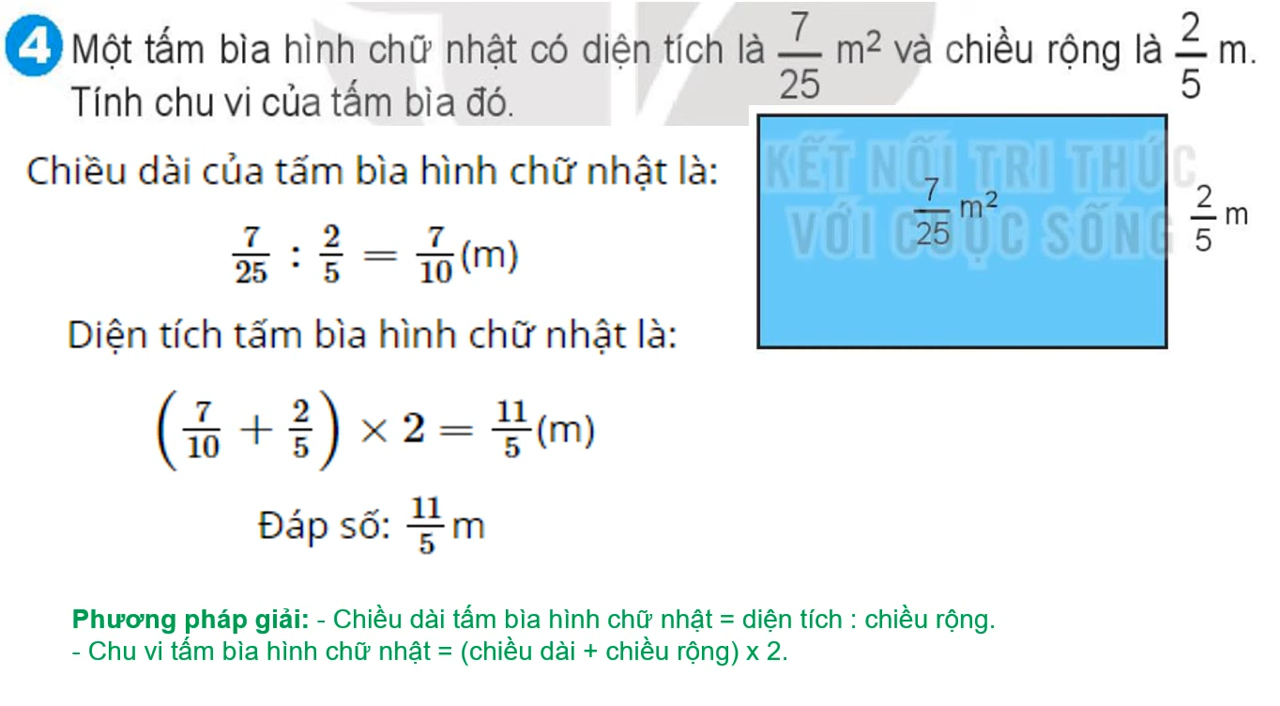 4 Một tấm bìa hình chữ nhật có diện tích là 7/25 m² và chiều rộng là 2/5 m.
Tính chu vi của tấm bìa đó.
Chiều dài của tấm bìa hình chữ nhật là:
7/25 : 2/5 = 7/10 (m)
Diện tích tấm bìa hình chữ nhật là:
(7/10 + 2/5) × 2 = 11/5 (m)
Đáp số: 11/5 m
KẾT NỐI TRI THỨC
VỚI CUỘC SỐNG
7/25 m²
2/5 m
Phương pháp giải: - Chiều dài tấm bìa hình chữ nhật = diện tích : chiều rộng.
- Chu vi tấm bìa hình chữ nhật = (chiều dài + chiều rộng) x 2.